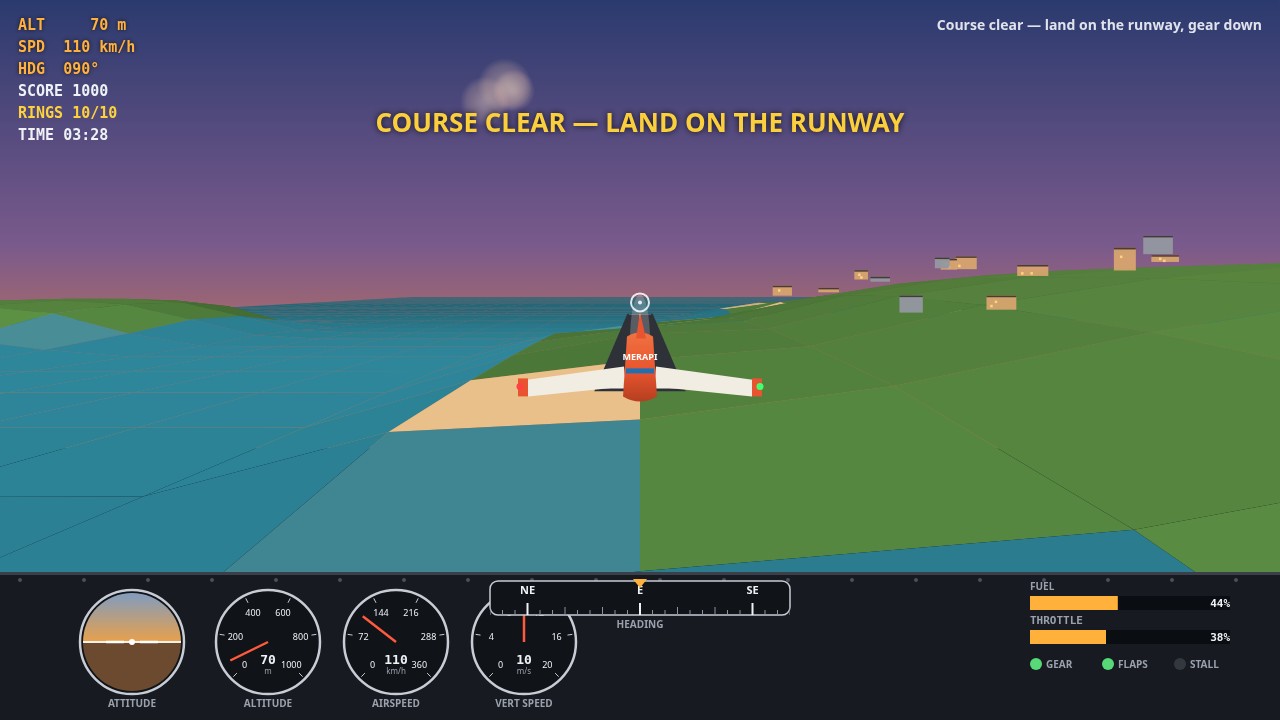 ALT 70 m
SPD 110 km/h
HDG 090°
SCORE 1000
RINGS 10/10
TIME 03:28
Course clear — land on the runway, gear down
COURSE CLEAR — LAND ON THE RUNWAY
MERAPI
NE E SE
HEADING
0 200 400 600 800 1000
70
m
ALTITUDE
0 72 144 216 288 360
110
km/h
AIRSPEED
0 4 16 20
10
m/s
VERT SPEED
ATTITUDE
FUEL
44%
THROTTLE
38%
GEAR FLAPS STALL